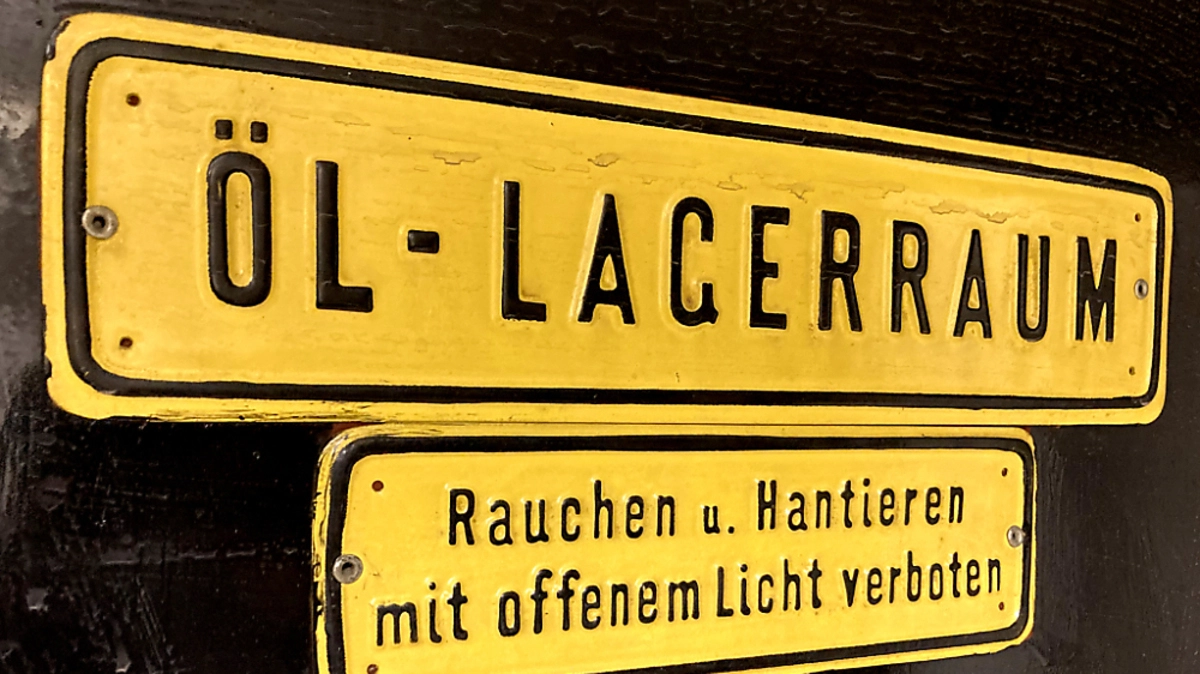 ÖL-LAGERRAUM
Rauchen u. Hantieren
mit offenem Licht verboten